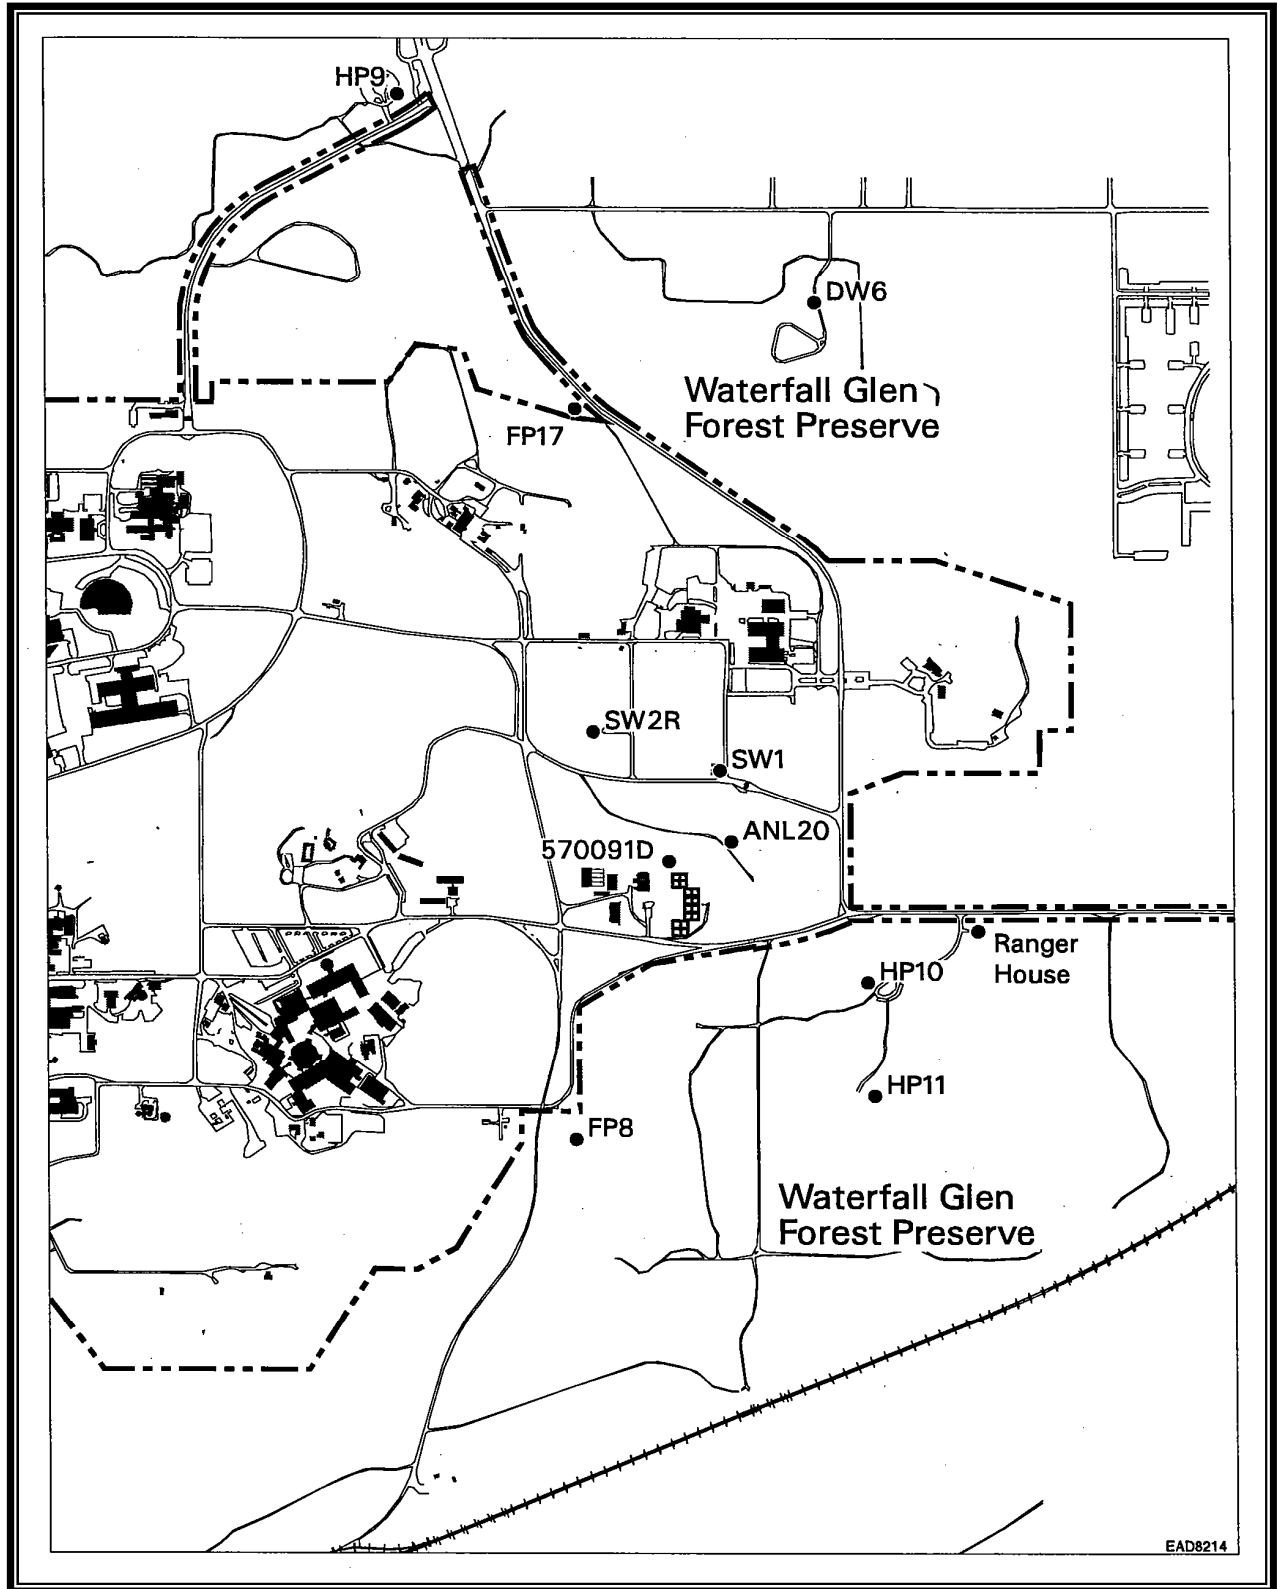 HP9
DW6
Waterfall Glen
Forest Preserve
FP17
SW2R
SW1
ANL20
570091D
Ranger
House
HP10
HP11
FP8
Waterfall Glen
Forest Preserve
EAD8214